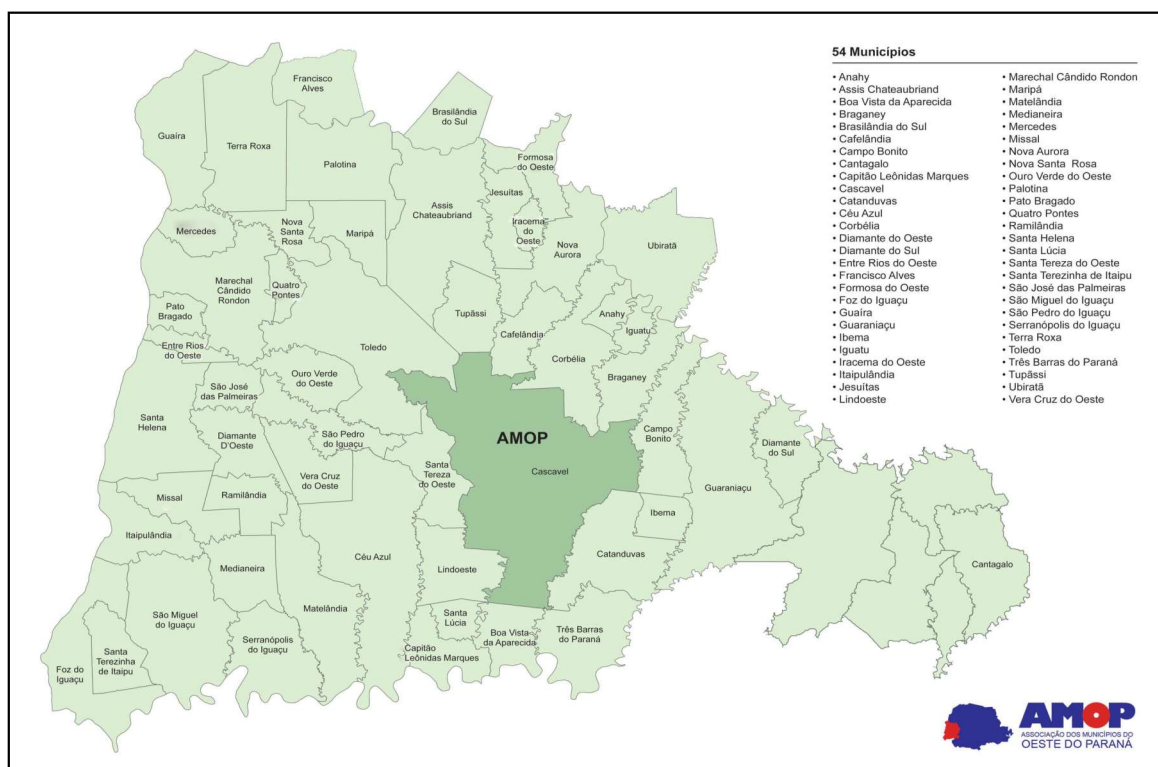 54 Municípios
• Anahy
• Assis Chateaubriand
• Boa Vista da Aparecida
• Braganey
• Brasilândia do Sul
• Cafelândia
• Campo Bonito
• Cantagalo
• Capitão Leônidas Marques
• Cascavel
• Catanduvas
• Céu Azul
• Corbélia
• Diamante do Oeste
• Diamante do Sul
• Entre Rios do Oeste
• Francisco Alves
• Formosa do Oeste
• Foz do Iguaçu
• Guaíra
• Guaraniaçu
• Ibema
• Iguatu
• Iracema do Oeste
• Itaipulândia
• Jesuítas
• Lindoeste
• Marechal Cândido Rondon
• Maripá
• Matelândia
• Medianeira
• Mercedes
• Missal
• Nova Aurora
• Nova Santa Rosa
• Ouro Verde do Oeste
• Palotina
• Pato Bragado
• Quatro Pontes
• Ramilândia
• Santa Helena
• Santa Lúcia
• Santa Tereza do Oeste
• Santa Terezinha de Itaipu
• São José das Palmeiras
• São Miguel do Iguaçu
• São Pedro do Iguaçu
• Serranópolis do Iguaçu
• Terra Roxa
• Toledo
• Três Barras do Paraná
• Tupãssi
• Ubiratã
• Vera Cruz do Oeste
Francisco
Alves
Brasilândia
do Sul
Guaíra
Terra Roxa
Palotina
Formosa
do Oeste
Jesuítas
Assis
Chateaubriand
Iracema
do
Oeste
Mercedes
Nova
Santa
Rosa
Maripá
Nova
Aurora
Ubiratã
Marechal
Cândido
Rondon
Quatro
Pontes
Pato
Bragado
Tupãssi
Anahy
Iguatu
Cafelândia
Entre Rios
do Oeste
Toledo
Corbélia
Ouro Verde
do Oeste
Braganey
São José
das Palmeiras
Santa
Helena
Diamante
D'Oeste
São Pedro
do Iguaçu
AMOP
Cascavel
Campo
Bonito
Diamante
do Sul
Santa
Tereza
do Oeste
Vera Cruz
do Oeste
Guaraniaçu
Missal
Ramilândia
Ibema
Itaipulândia
Céu Azul
Catanduvas
Medianeira
Lindoeste
Cantagalo
São Miguel
do Iguaçu
Matelândia
Santa
Lúcia
Boa Vista
da Aparecida
Três Barras
do Paraná
Serranópolis
do Iguaçu
Capitão
Leônidas Marques
Santa
Terezinha
de Itaipu
Foz do
Iguaçu
AMOP
ASSOCIAÇÃO DOS MUNICÍPIOS DO
OESTE DO PARANÁ